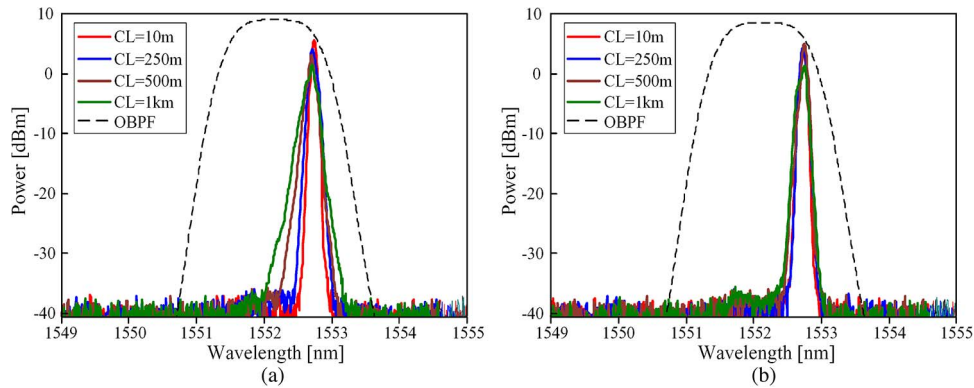 CL=10m
CL=250m
CL=500m
CL=1km
OBPF
0
-10
-20
-30
-40
Power [dBm]
1549 1550 1551 1552 1553 1554 1555
Wavelength [nm]
(a)
CL=10m
CL=250m
CL=500m
CL=1km
OBPF
0
-10
-20
-30
-40
Power [dBm]
1549 1550 1551 1552 1553 1554 1555
Wavelength [nm]
(b)